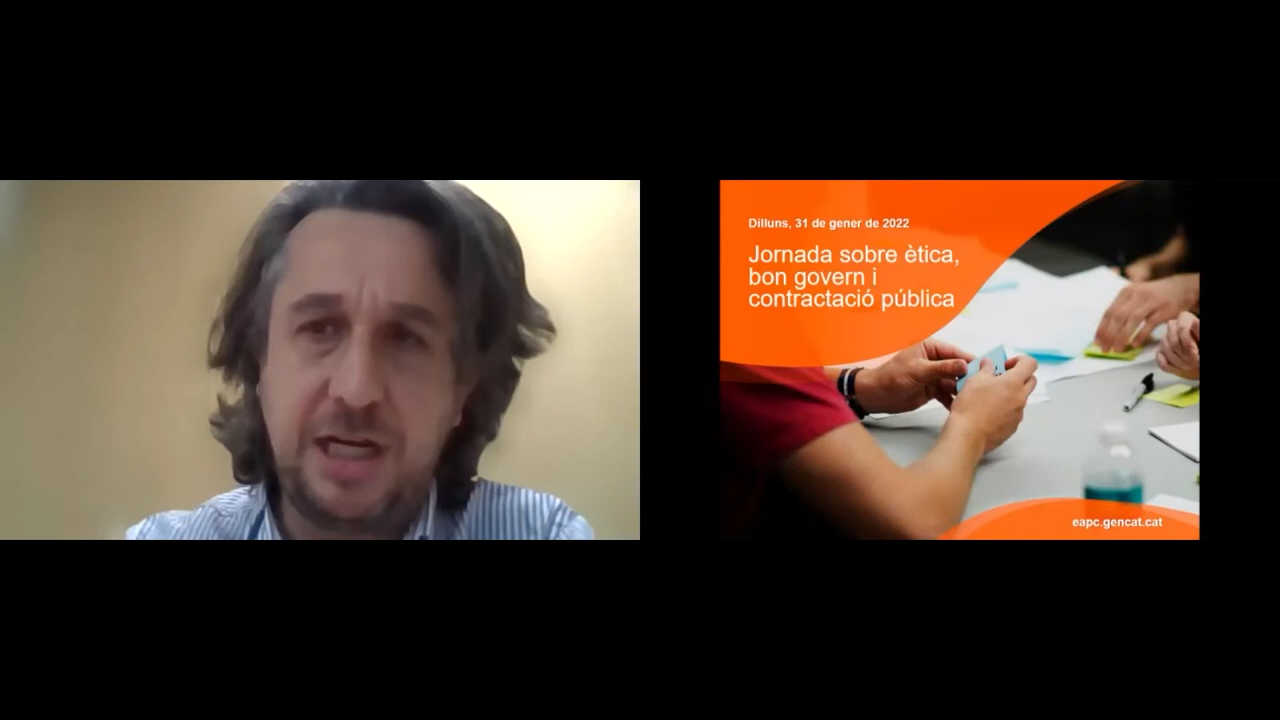 Dilluns, 31 de gener de 2022
Jornada sobre ètica,
bon govern i
contractació pública
eapc.gencat.cat